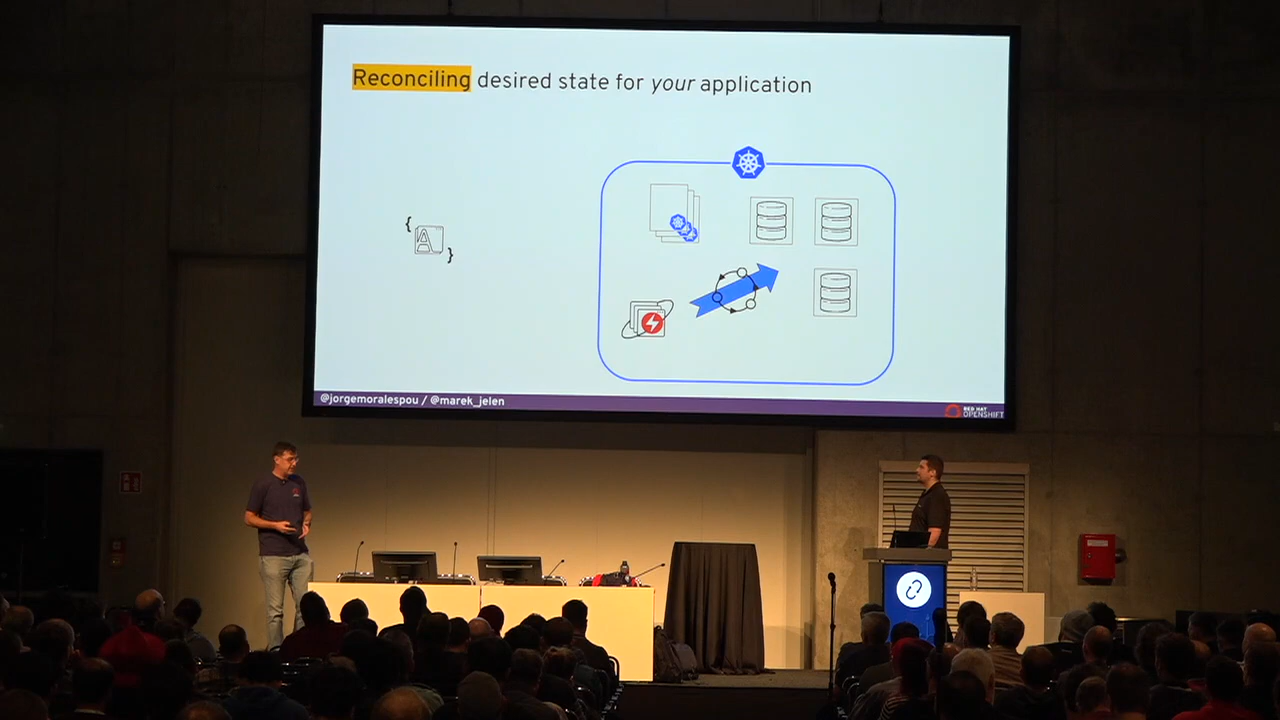 Reconciling desired state for your application
A
@jorgemoralespou / @marek_jelen
RED HAT
OPENSHIFT